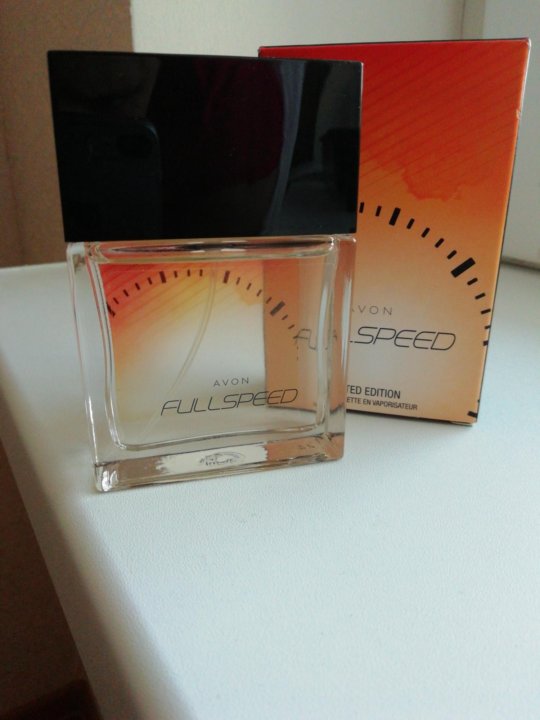 AVON
FULLSPEED
AVON
FULLSPEED
TED EDITION
ETTE EN VAPORISATEUR